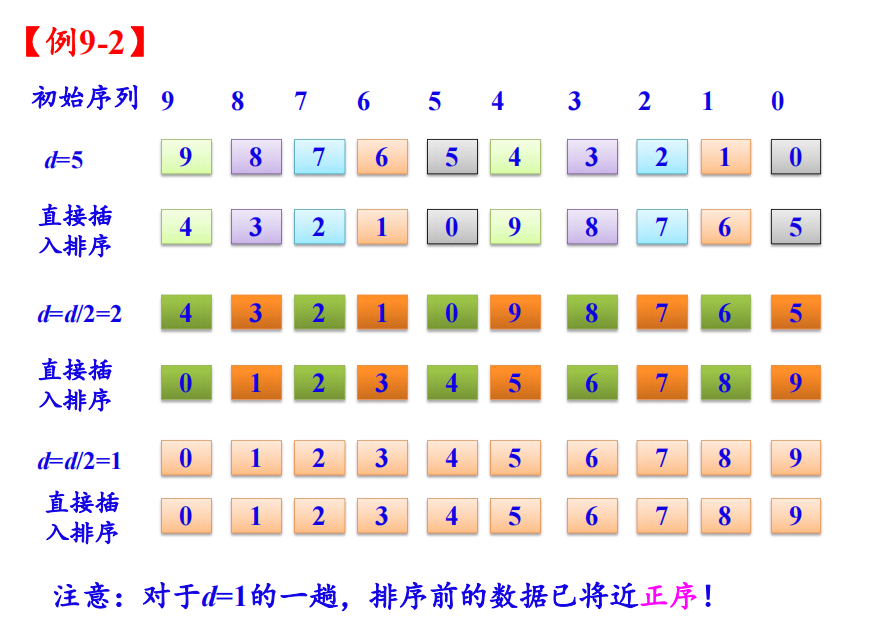 【例9-2】
初始序列 9 8 7 6 5 4 3 2 1 0
d=5 9 8 7 6 5 4 3 2 1 0
直接插
入排序 4 3 2 1 0 9 8 7 6 5
d=d/2=2 4 3 2 1 0 9 8 7 6 5
直接插
入排序 0 1 2 3 4 5 6 7 8 9
d=d/2=1 0 1 2 3 4 5 6 7 8 9
直接插
入排序 0 1 2 3 4 5 6 7 8 9
注意：对于d=1的一趟，排序前的数据已将近正序！